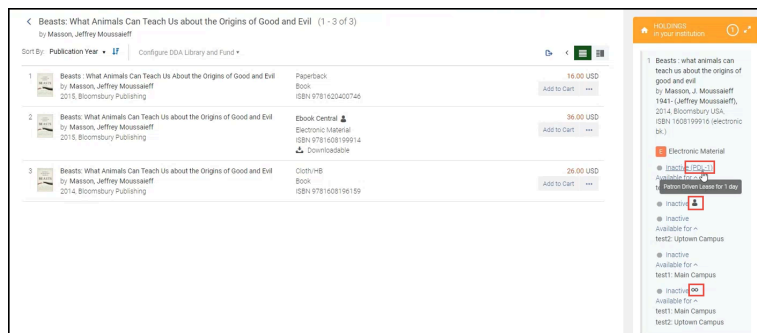 Beasts: What Animals Can Teach Us about the Origins of Good and Evil (1 - 3 of 3)
by Masson, Jeffrey Moussaieff
Sort By: Publication Year
Configure DDA Library and Fund
1 Beasts: What Animals Can Teach Us About the Origins of Good and Evil
by Masson, Jeffrey Moussaieff
2015, Bloomsbury Publishing
Paperback
Book
ISBN 9781620400746
16.00 USD
Add to Cart
2 Beasts: What Animals Can Teach Us about the Origins of Good and Evil
by Masson, Jeffrey Moussaieff
2015, Bloomsbury Publishing
Ebook Central
Electronic Material
ISBN 9781608199914
Downloadable
36.00 USD
Add to Cart
3 Beasts: What Animals Can Teach Us about the Origins of Good and Evil
by Masson, Jeffrey Moussaieff
2014, Bloomsbury Publishing
Cloth/HB
Book
ISBN 9781608196159
26.00 USD
Add to Cart
HOLDINGS
in your institution
1
1 Beasts : what animals can
teach us about the origins of
good and evil
by Masson, J. Moussaieff
1941- (Jeffrey Moussaieff),
2014, Bloomsbury USA,
ISBN 1608199916 (electronic
bk.)
E Electronic Material
Inactive
Available for
Patron Driven Lease for 1 day
Inactive
Inactive
Available for
test2: Uptown Campus
Inactive
Available for
test1: Main Campus
Inactive
Available for
test1: Main Campus
test2: Uptown Campus